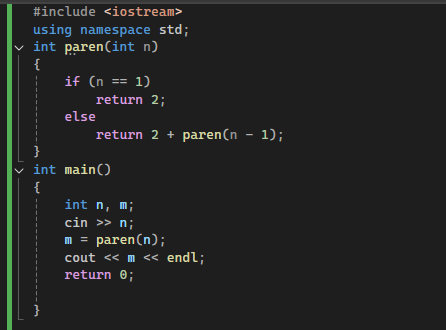 #include <iostream>
using namespace std;
int paren(int n)
{
if (n == 1)
return 2;
else
return 2 + paren(n - 1);
}
int main()
{
int n, m;
cin >> n;
m = paren(n);
cout << m << endl;
return 0;
}